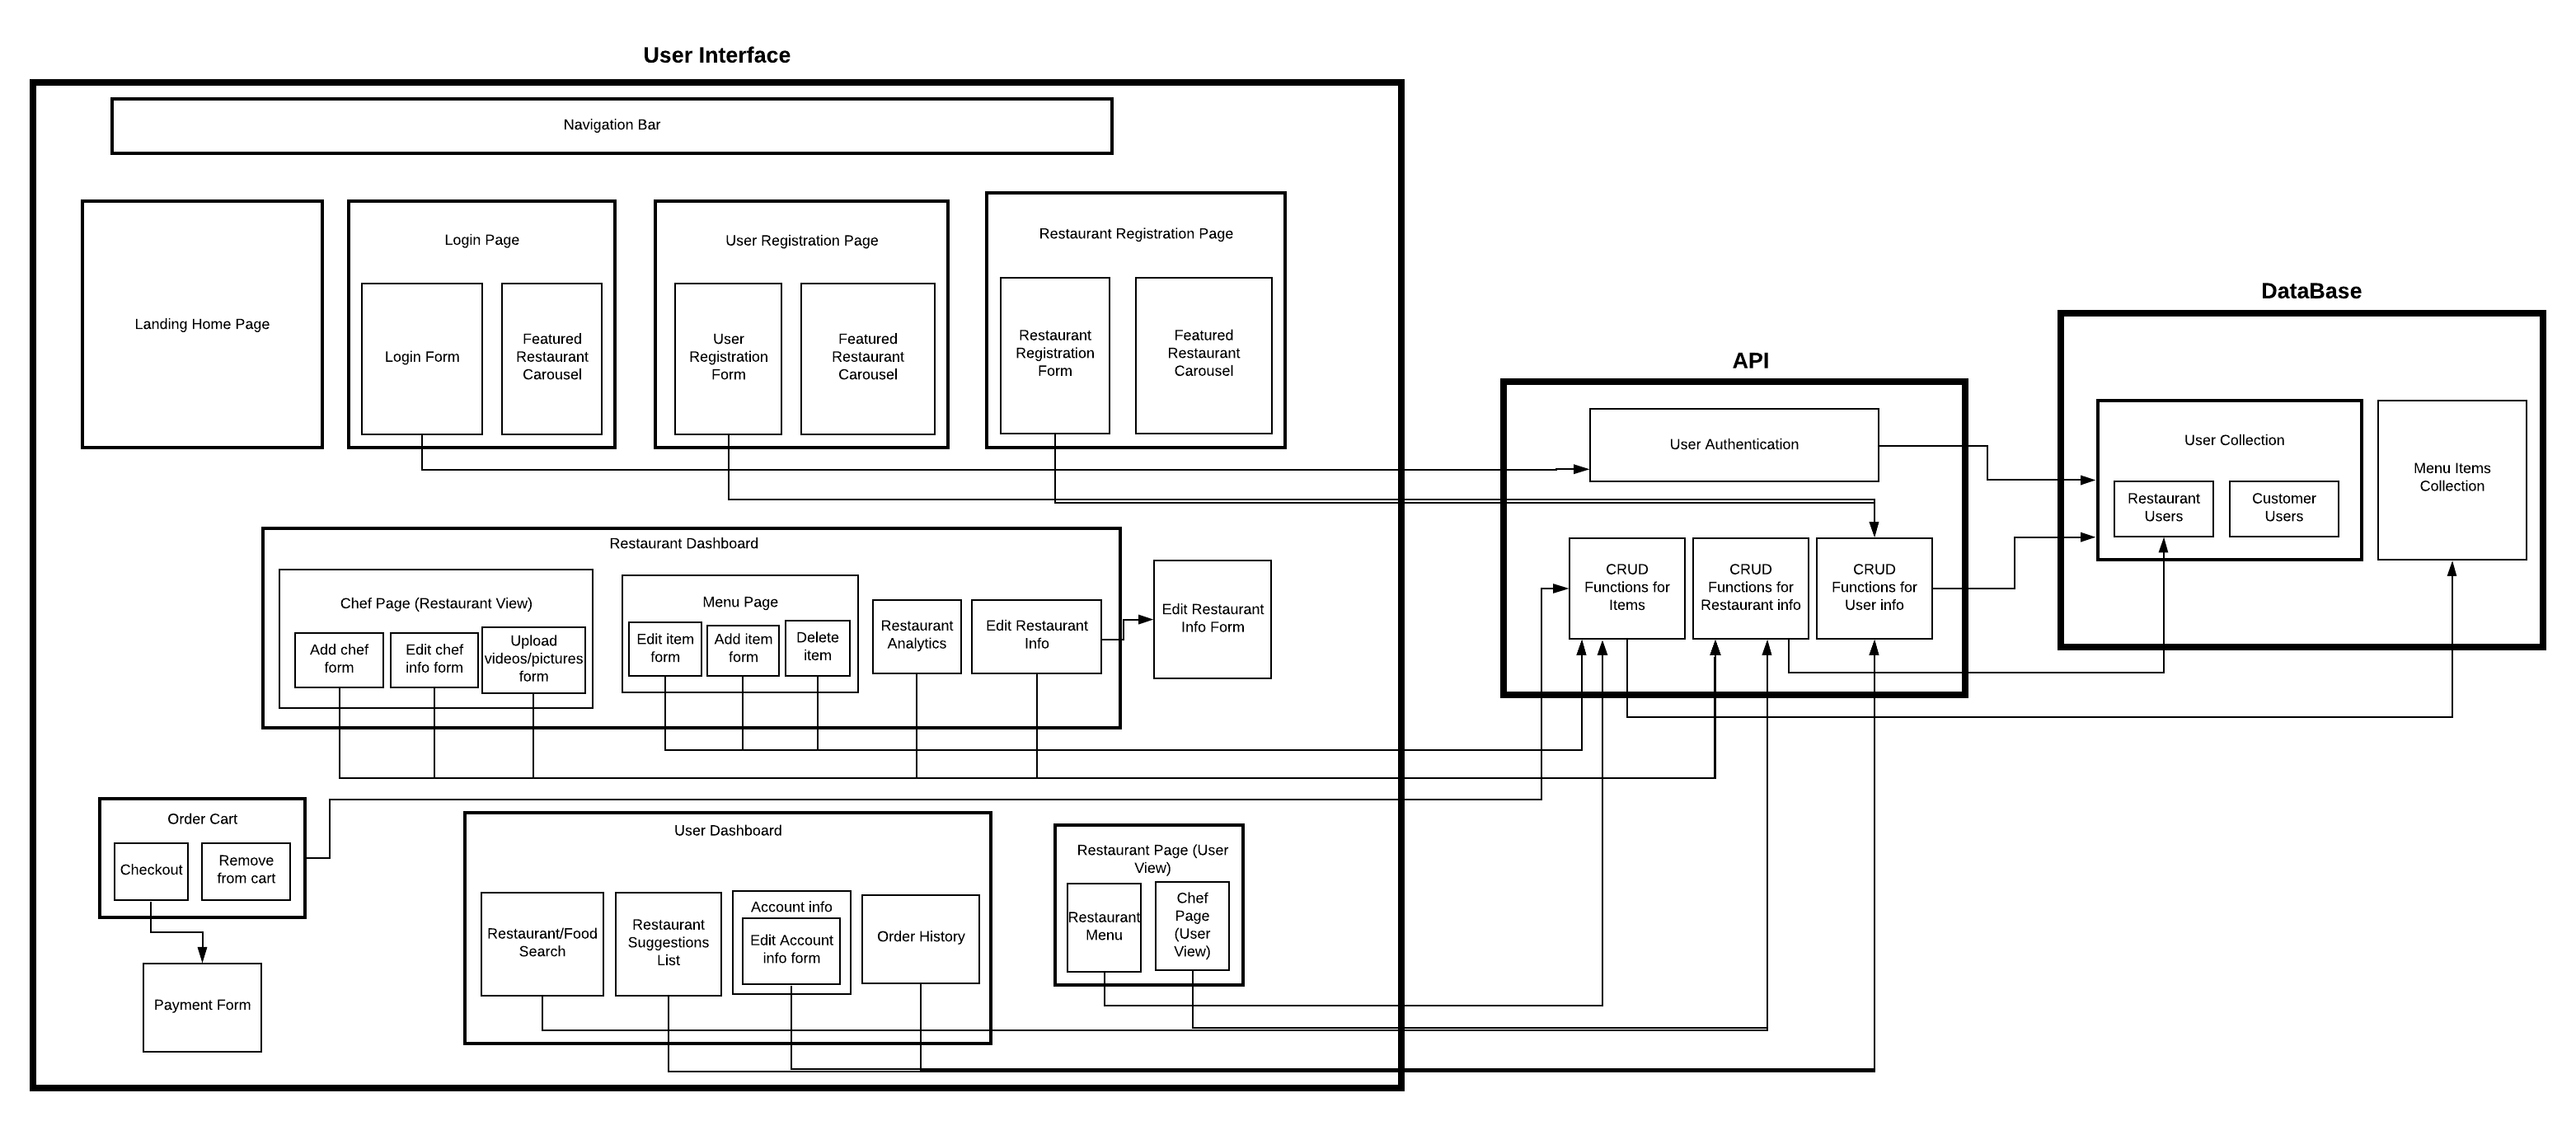 User Interface
Navigation Bar
Landing Home Page
Login Page
Login Form
Featured
Restaurant
Carousel
User Registration Page
User
Registration
Form
Featured
Restaurant
Carousel
Restaurant Registration Page
Restaurant
Registration
Form
Featured
Restaurant
Carousel
Restaurant Dashboard
Chef Page (Restaurant View)
Add chef
form
Edit chef
info form
Upload
videos/pictures
form
Menu Page
Edit item
form
Add item
form
Delete
item
Restaurant
Analytics
Edit Restaurant
Info
Edit Restaurant
Info Form
Order Cart
Checkout
Remove
from cart
Payment Form
User Dashboard
Restaurant/Food
Search
Restaurant
Suggestions
List
Account info
Edit Account
info form
Order History
Restaurant Page (User
View)
Restaurant
Menu
Chef
Page
(User
View)
API
User Authentication
CRUD
Functions for
Items
CRUD
Functions for
Restaurant info
CRUD
Functions for
User info
DataBase
User Collection
Restaurant
Users
Customer
Users
Menu Items
Collection